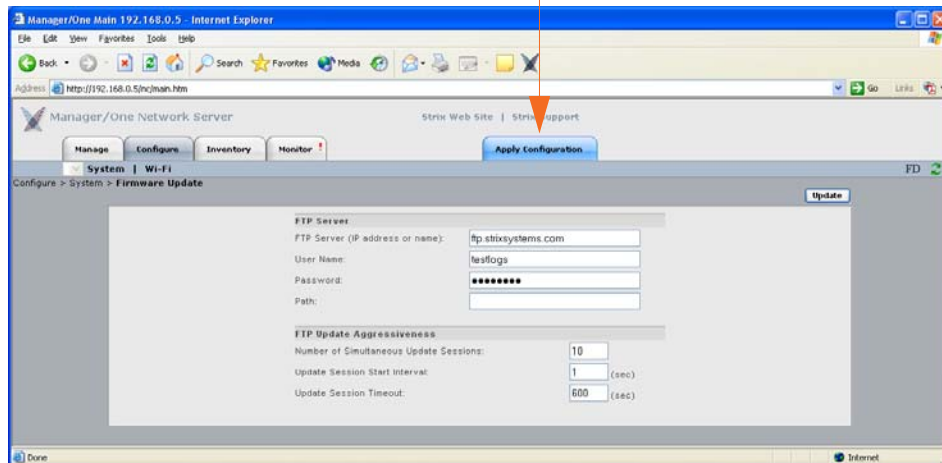 Manager/One Main 192.168.0.5 - Internet Explorer
File Edit View Favorites Tools Help
Back Search Favorites Media
Address http://192.168.0.5/nc/main.htm Go Links
Manager/One Network Server
Strix Web Site | Strix Support
Manage Configure Inventory Monitor ! Apply Configuration
System | Wi-Fi FD
Configure > System > Firmware Update
Update
FTP Server
FTP Server (IP address or name): ftp.strixsystems.com
User Name: testlogs
Password: ●●●●●●●●
Path:
FTP Update Aggressiveness
Number of Simultaneous Update Sessions: 10
Update Session Start Interval: 1 (sec)
Update Session Timeout: 600 (sec)
Done Internet